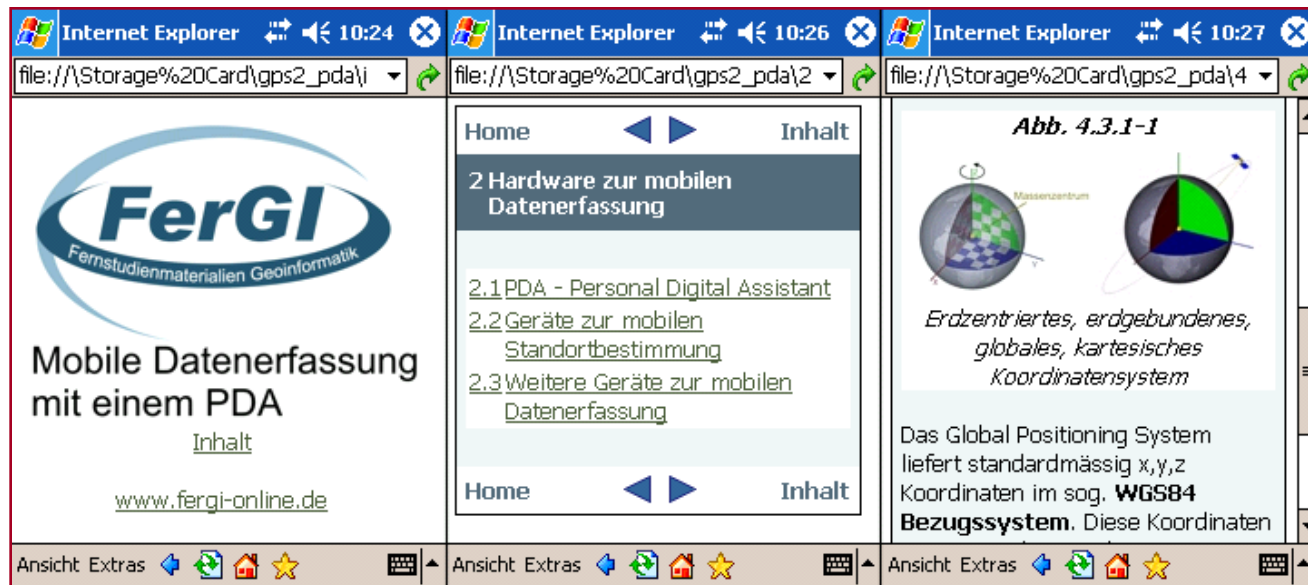 Internet Explorer 10:24
file://\Storage%20Card\gps2_pda\i
FerGI
Fernstudienmaterialien Geoinformatik
Mobile Datenerfassung
mit einem PDA
Inhalt
www.fergi-online.de
Ansicht Extras
Internet Explorer 10:26
file://\Storage%20Card\gps2_pda\2
Home Inhalt
2 Hardware zur mobilen
Datenerfassung
2.1 PDA - Personal Digital Assistant
2.2 Geräte zur mobilen
Standortbestimmung
2.3 Weitere Geräte zur mobilen
Datenerfassung
Home Inhalt
Ansicht Extras
Internet Explorer 10:27
file://\Storage%20Card\gps2_pda\4
Abb. 4.3.1-1
Massenzentrum
Erdzentriertes, erdgebundenes,
globales, kartesisches
Koordinatensystem
Das Global Positioning System
liefert standardmässig x,y,z
Koordinaten im sog. WGS84
Bezugssystem. Diese Koordinaten
Ansicht Extras